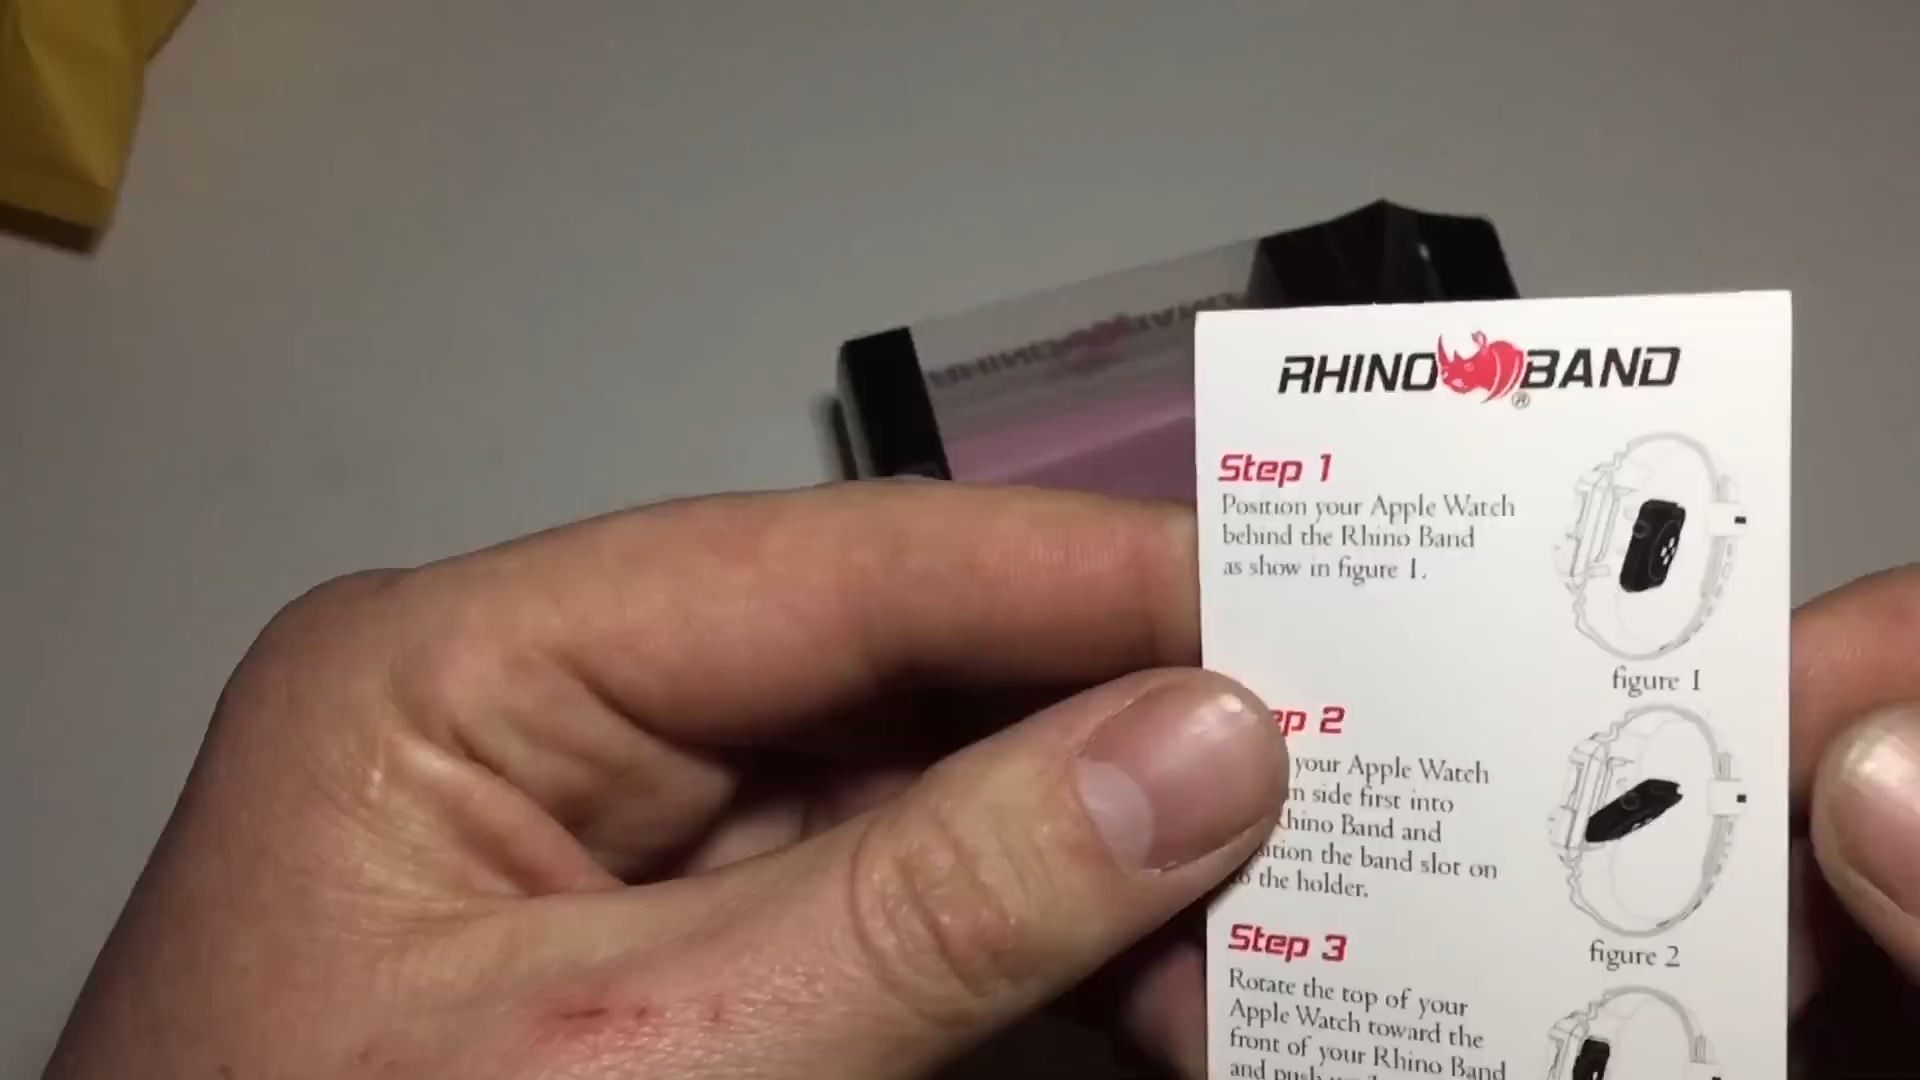 RHINO BAND
®
Step 1
Position your Apple Watch
behind the Rhino Band
as show in figure 1.
figure 1
2
your Apple Watch
side first into
Band and
the band slot on
the holder.
figure 2
Step 3
Rotate the top of your
Apple Watch toward the
front of your Rhino Band
and